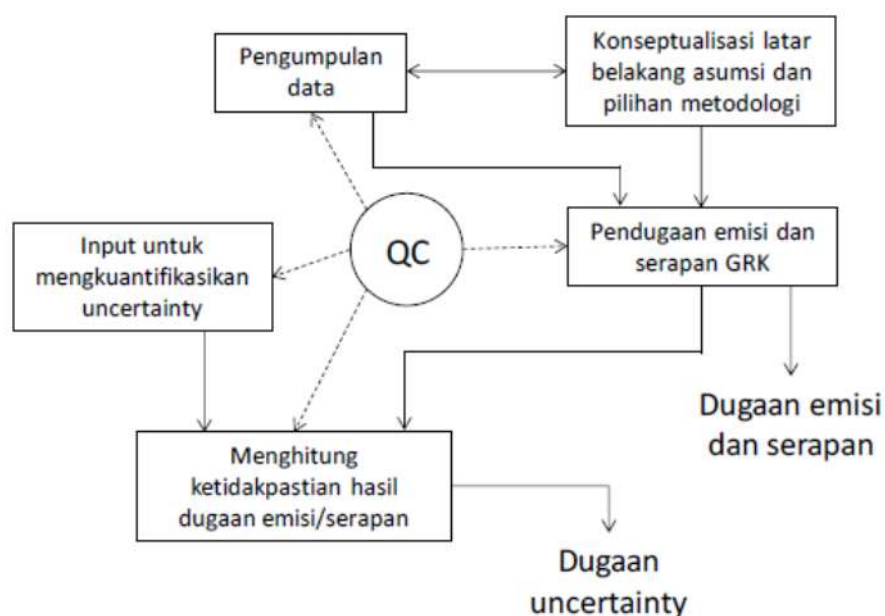 Pengumpulan
data
Konseptualisasi latar
belakang asumsi dan
pilihan metodologi
Input untuk
mengkuantifikasikan
uncertainty
QC
Pendugaan emisi dan
serapan GRK
Dugaan emisi
dan serapan
Menghitung
ketidakpastian hasil
dugaan emisi/serapan
Dugaan
uncertainty